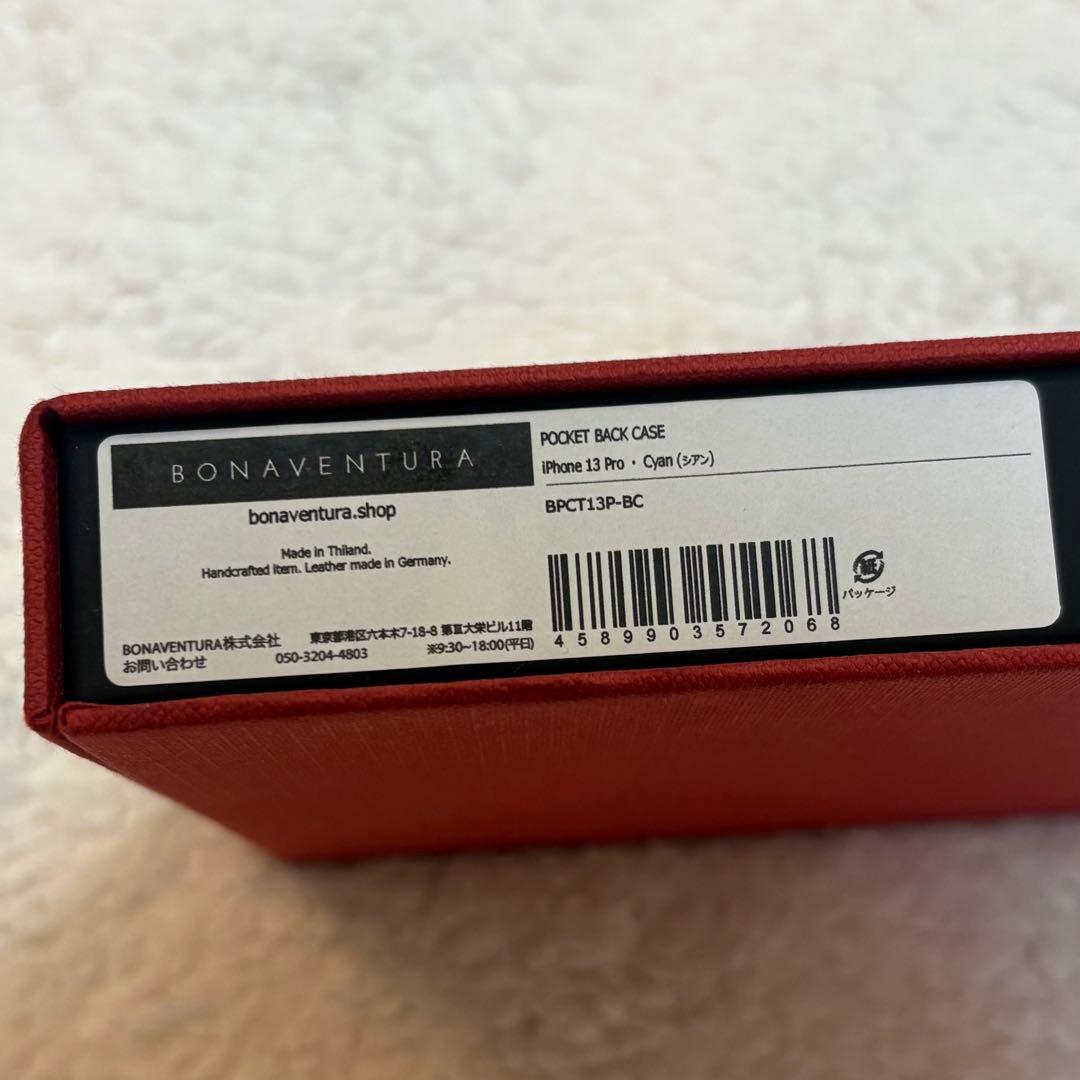 BONAVENTURA
bonaventura.shop
Made in Thiland.
Handcrafted item. Leather made in Germany.
BONAVENTURA株式会社 東京都港区六本木7-18-8 第Ⅱ大栄ビル11階
お問い合わせ 050-3204-4803 ※9:30~18:00(平日)
POCKET BACK CASE
iPhone 13 Pro・Cyan (シアン)
BPCT13P-BC
4589903572068
パッケージ